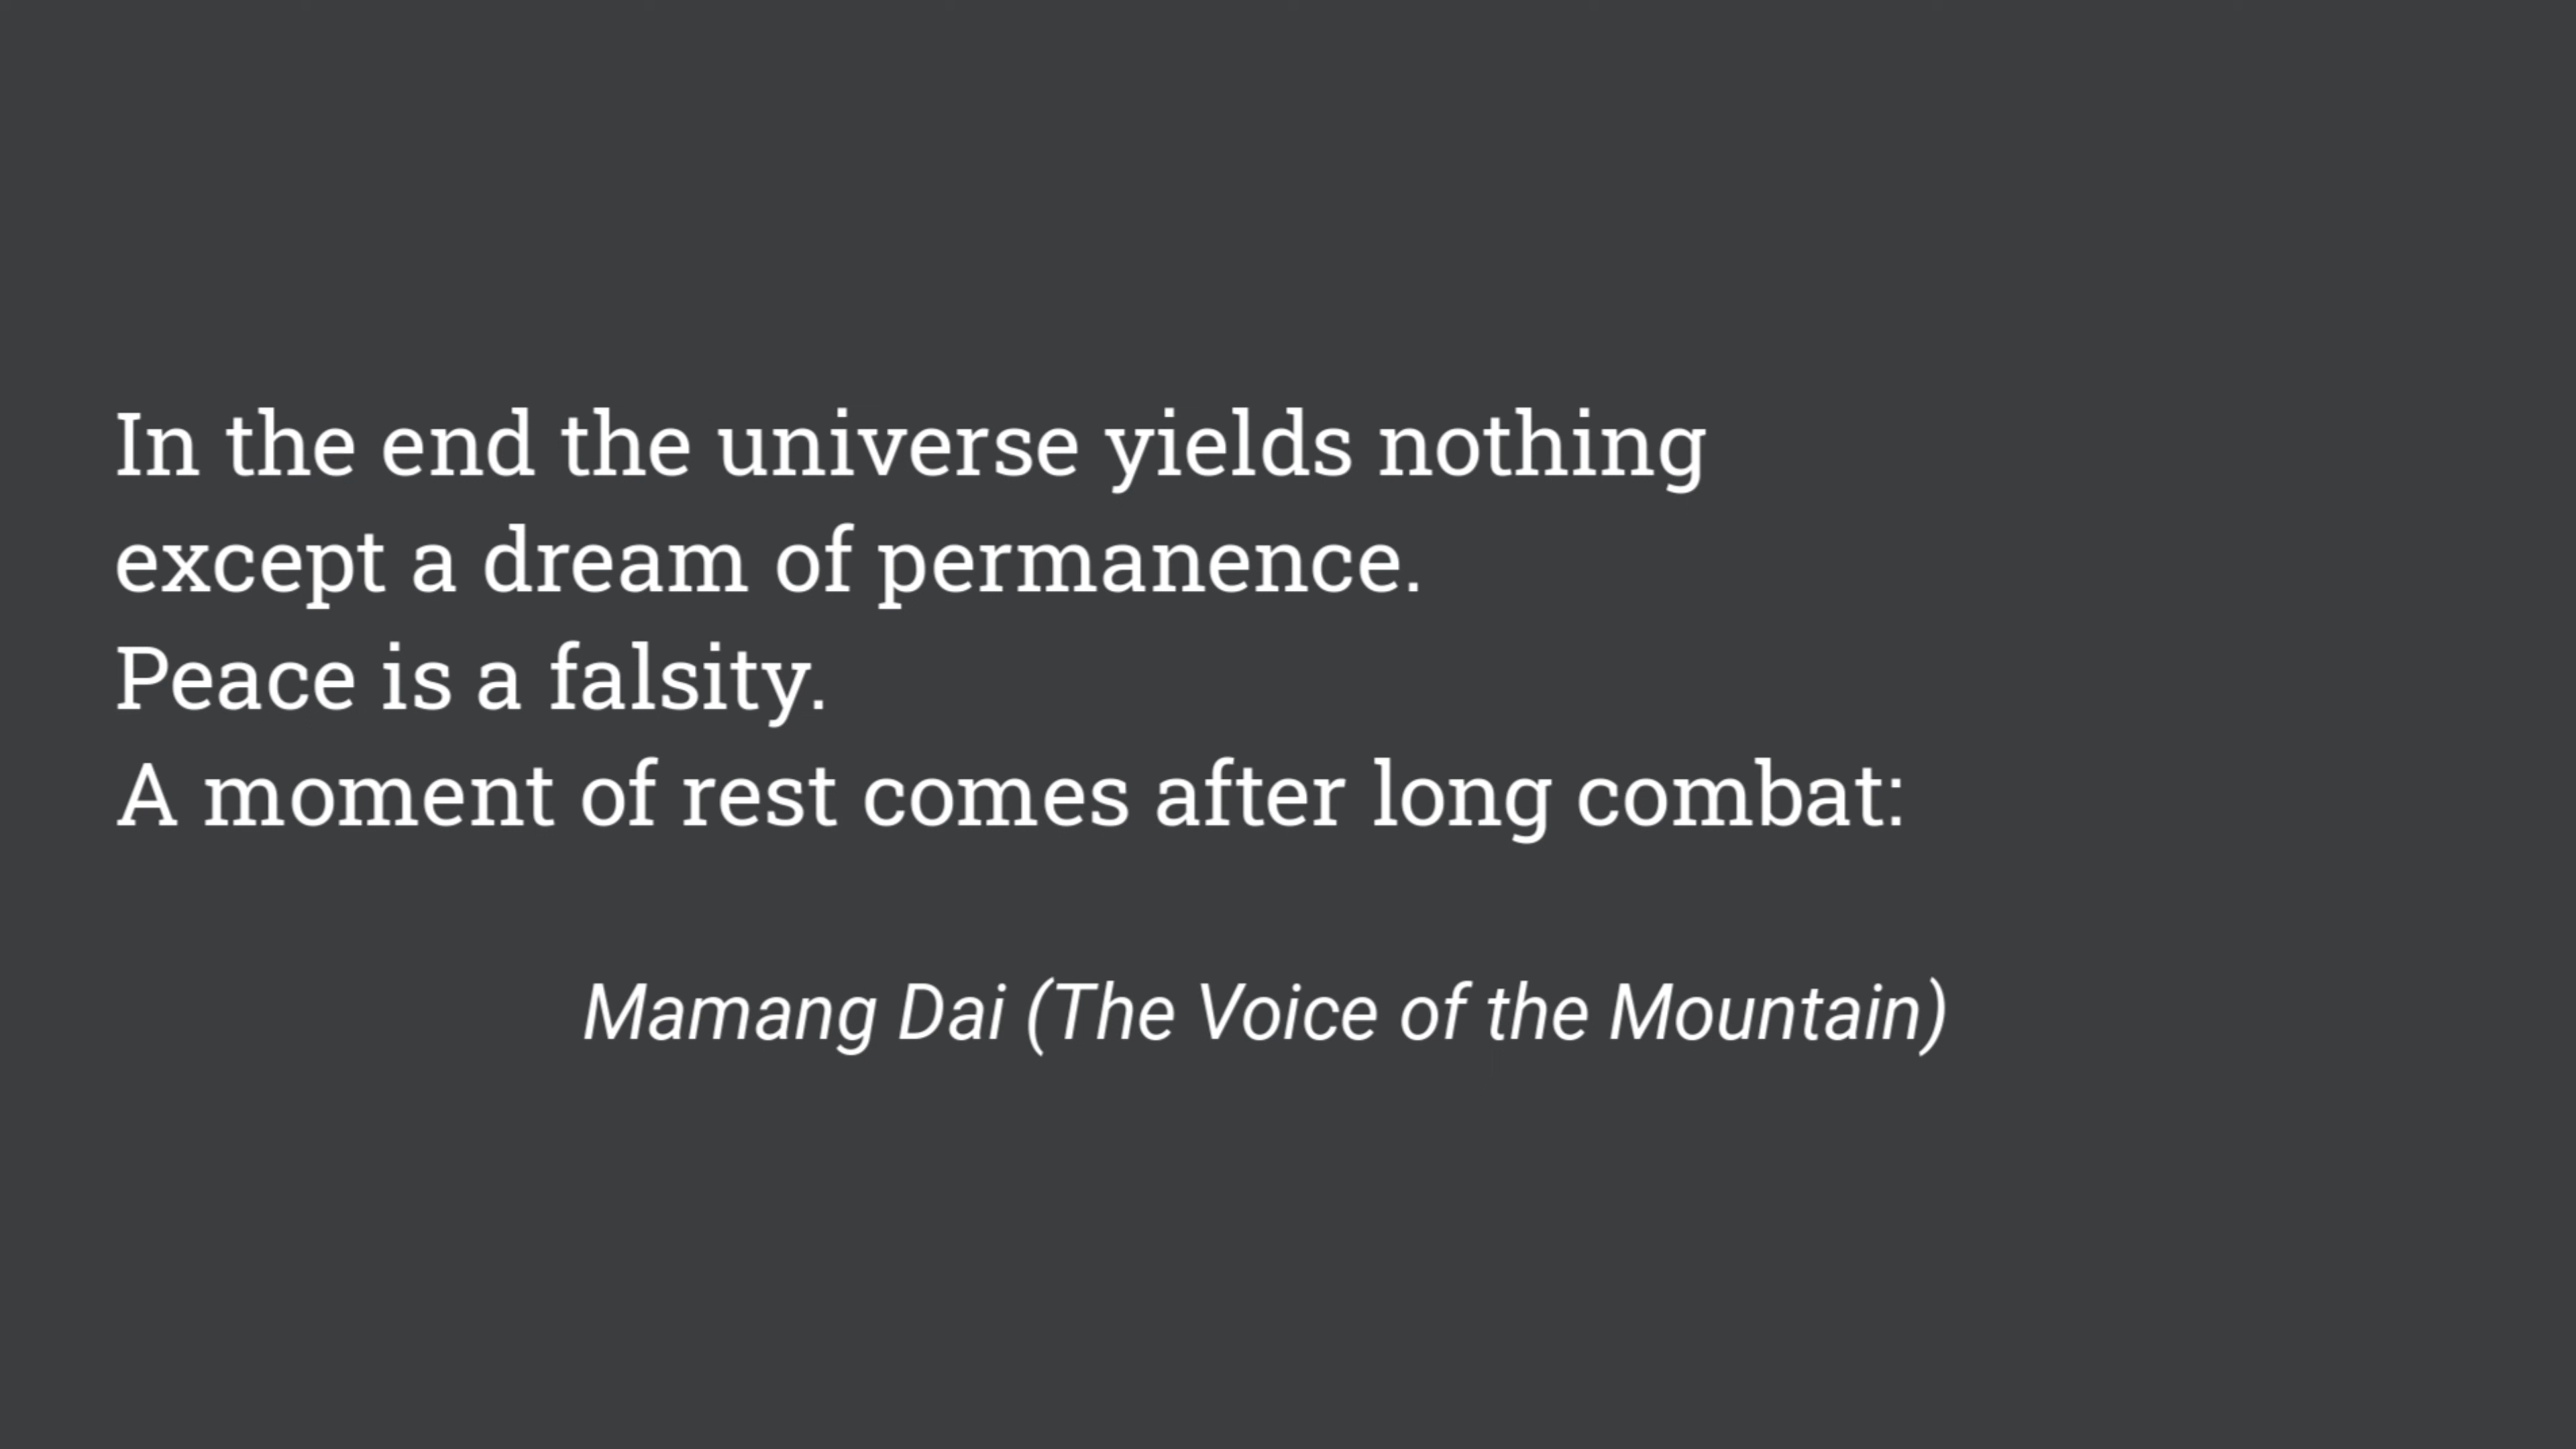 In the end the universe yields nothing
except a dream of permanence.
Peace is a falsity.
A moment of rest comes after long combat:
Mamang Dai (The Voice of the Mountain)